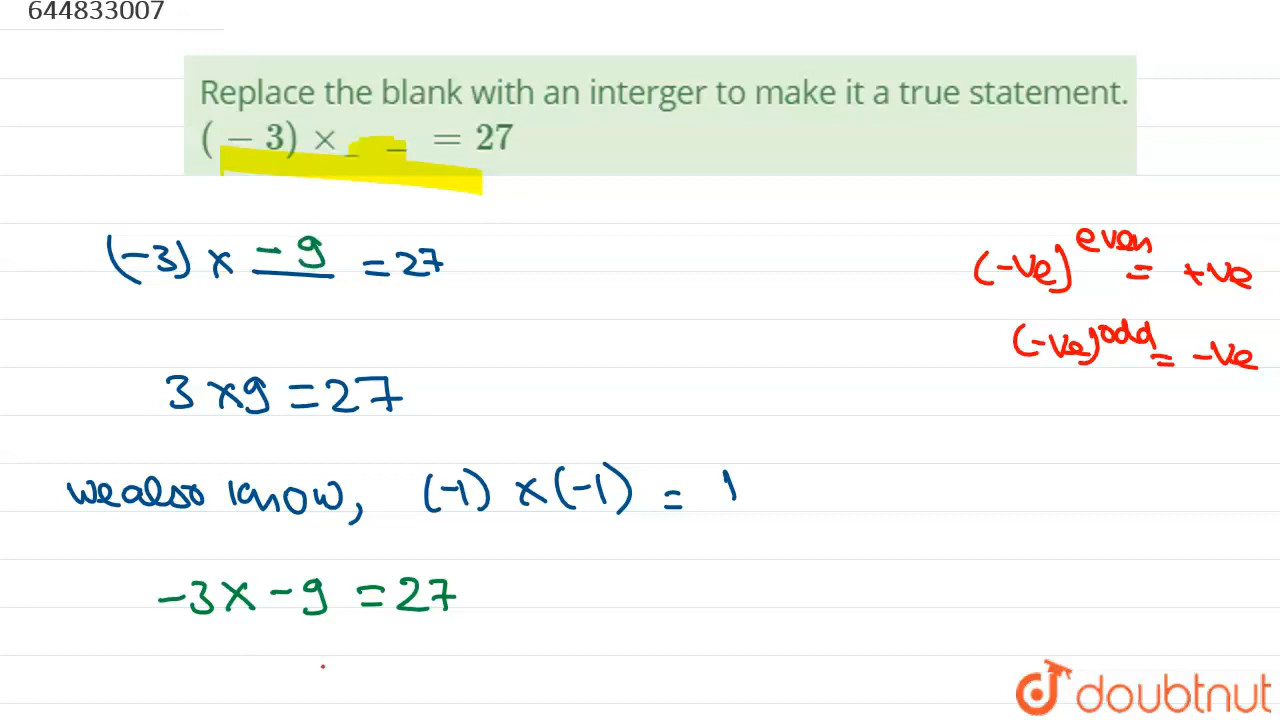 644833007
Replace the blank with an interger to make it a true statement.
(-3) × _ _ = 27
(-3) x -9 = 27
(-ve)^even = +ve
(-ve)^odd = -ve
3 x 9 = 27
we also know, (-1) x (-1) = 1
-3 x -9 = 27
doubtnut